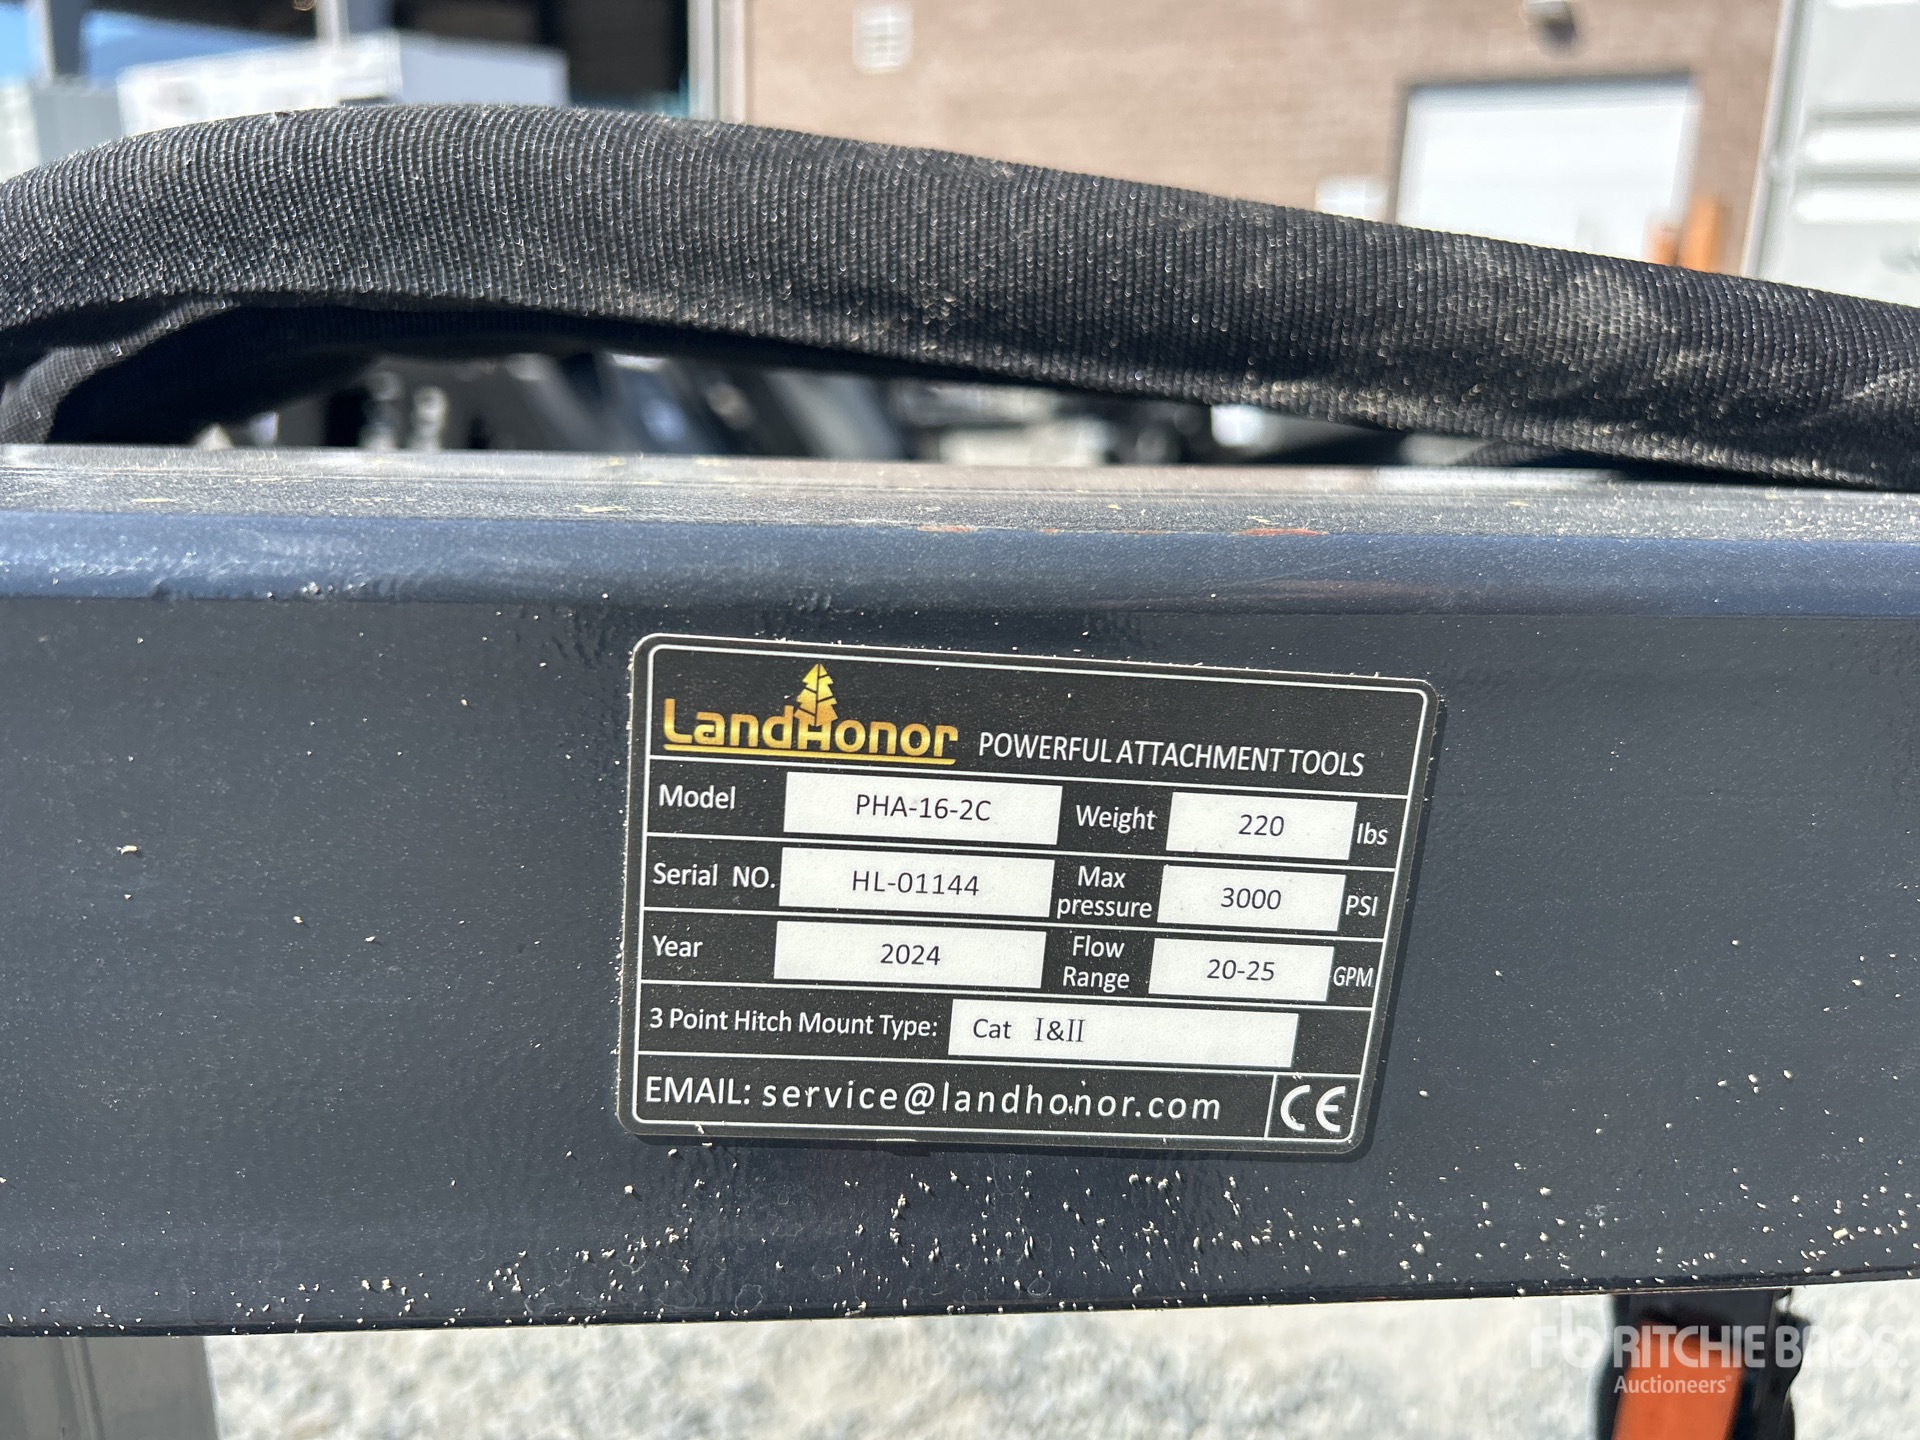 LandHonor POWERFUL ATTACHMENT TOOLS
Model PHA-16-2C Weight 220 lbs
Serial NO. HL-01144 Max pressure 3000 PSI
Year 2024 Flow Range 20-25 GPM
3 Point Hitch Mount Type: Cat I&II
EMAIL: service@landhonor.com CE
RITCHIE BROS.
Auctioneers